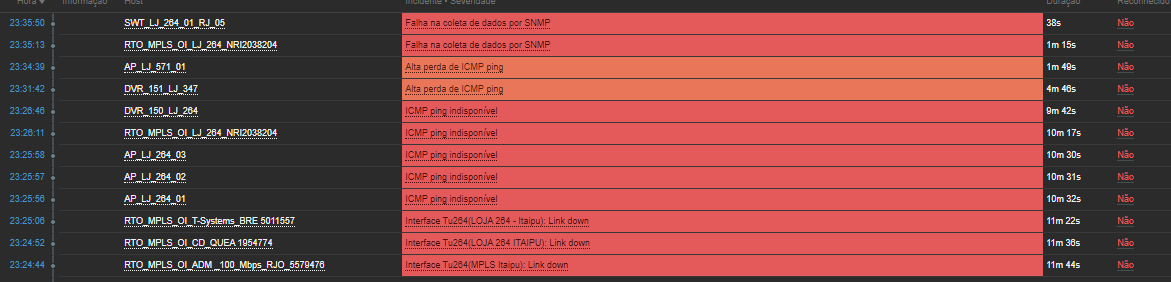 Hora Informação Host Incidente • Severidade Duração Reconhecido
23:35:50 SWT_LJ_264_01_RJ_05 Falha na coleta de dados por SNMP 38s Não
23:35:13 RTO_MPLS_OI_LJ_264_NRI2038204 Falha na coleta de dados por SNMP 1m 15s Não
23:34:39 AP_LJ_571_01 Alta perda de ICMP ping 1m 49s Não
23:31:42 DVR_151_LJ_347 Alta perda de ICMP ping 4m 46s Não
23:26:46 DVR_150_LJ_264 ICMP ping indisponível 9m 42s Não
23:26:11 RTO_MPLS_OI_LJ_264_NRI2038204 ICMP ping indisponível 10m 17s Não
23:25:58 AP_LJ_264_03 ICMP ping indisponível 10m 30s Não
23:25:57 AP_LJ_264_02 ICMP ping indisponível 10m 31s Não
23:25:56 AP_LJ_264_01 ICMP ping indisponível 10m 32s Não
23:25:06 RTO_MPLS_OI_T-Systems_BRE 5011557 Interface Tu264(LOJA 264 - Itaipu): Link down 11m 22s Não
23:24:52 RTO_MPLS_OI_CD_QUEA 1954774 Interface Tu264(LOJA 264 ITAIPU): Link down 11m 36s Não
23:24:44 RTO_MPLS_OI_ADM _100_Mbps_RJO_5579476 Interface Tu264(MPLS Itaipu): Link down 11m 44s Não